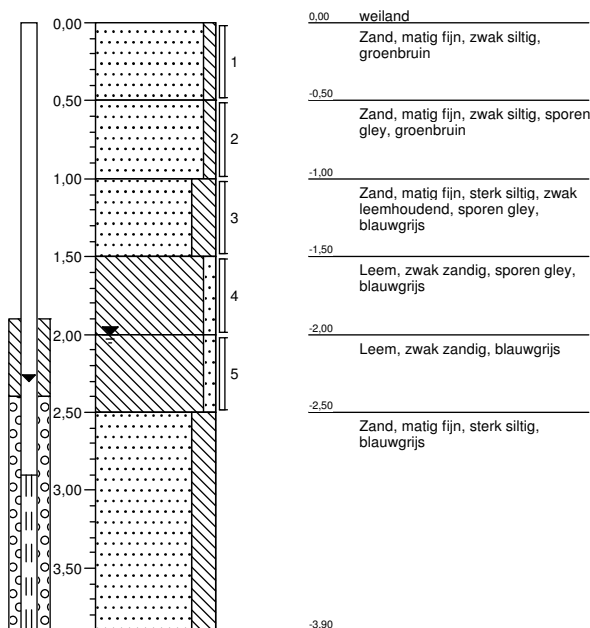 0,00
0,50
1,00
1,50
2,00
2,50
3,00
3,50
1
2
3
4
5
0,00 weiland
Zand, matig fijn, zwak siltig,
groenbruin
-0,50
Zand, matig fijn, zwak siltig, sporen
gley, groenbruin
-1,00
Zand, matig fijn, sterk siltig, zwak
leemhoudend, sporen gley,
blauwgrijs
-1,50
Leem, zwak zandig, sporen gley,
blauwgrijs
-2,00
Leem, zwak zandig, blauwgrijs
-2,50
Zand, matig fijn, sterk siltig,
blauwgrijs
-3,90